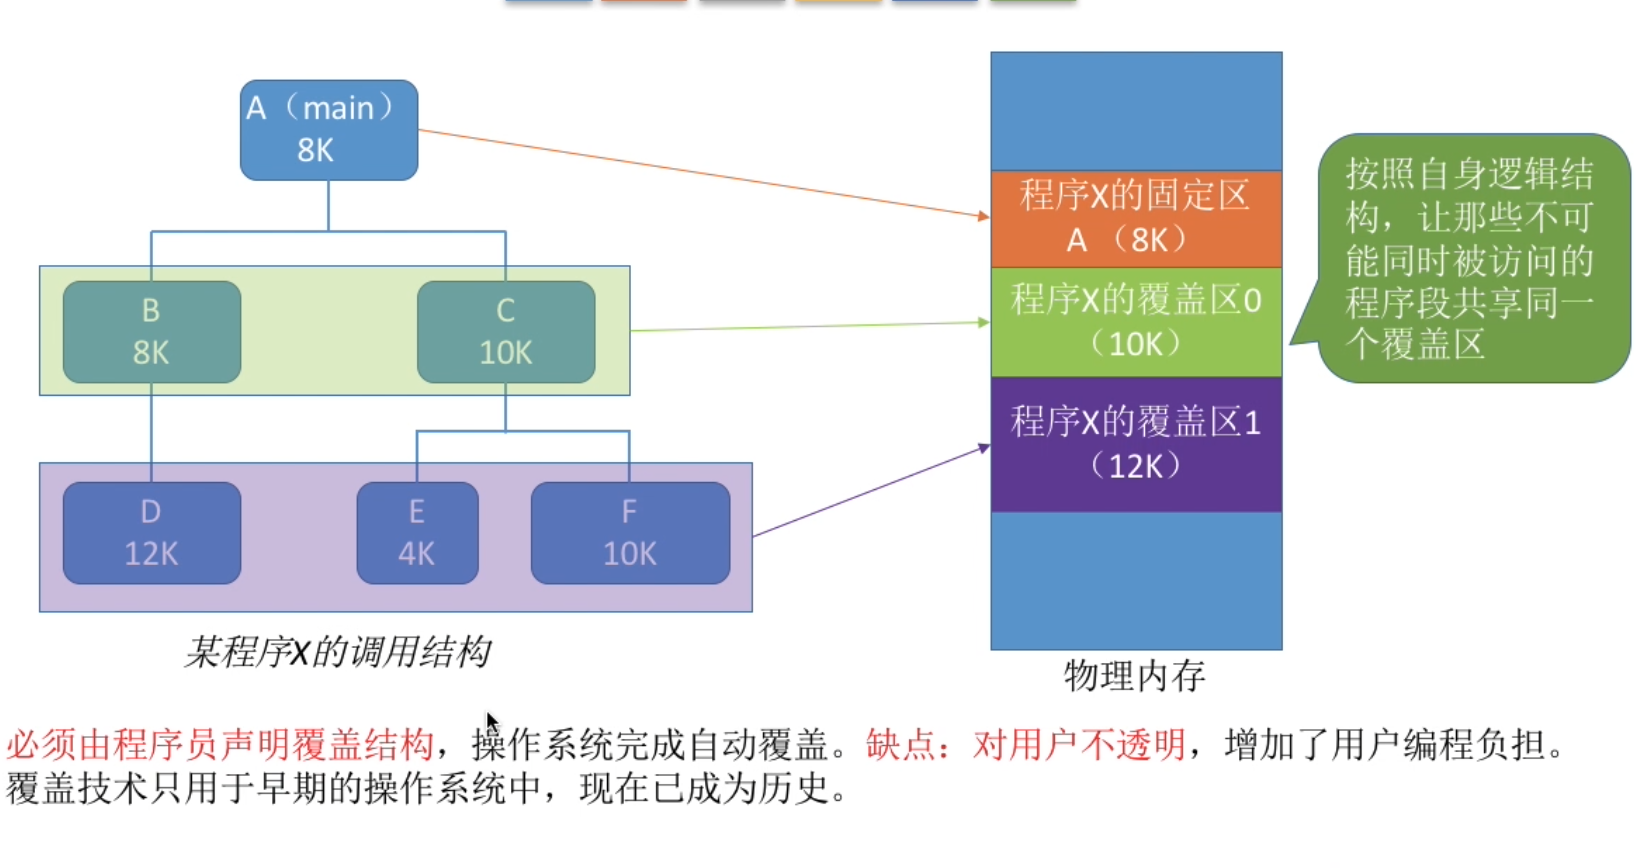 A（main）
8K
B
8K
C
10K
D
12K
E
4K
F
10K
某程序X的调用结构
程序X的固定区
A （8K）
程序X的覆盖区0
（10K）
程序X的覆盖区1
（12K）
物理内存
按照自身逻辑结
构，让那些不可
能同时被访问的
程序段共享同一
个覆盖区
必须由程序员声明覆盖结构，操作系统完成自动覆盖。缺点：对用户不透明，增加了用户编程负担。
覆盖技术只用于早期的操作系统中，现在已成为历史。